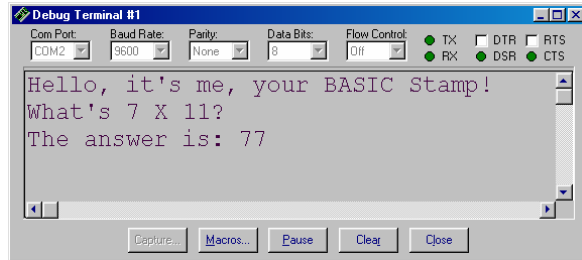 Debug Terminal #1
Com Port: Baud Rate: Parity: Data Bits: Flow Control:
COM2 9600 None 8 Off
TX DTR RTS
RX DSR CTS
Hello, it's me, your BASIC Stamp!
What's 7 X 11?
The answer is: 77
Capture... Macros... Pause Clear Close